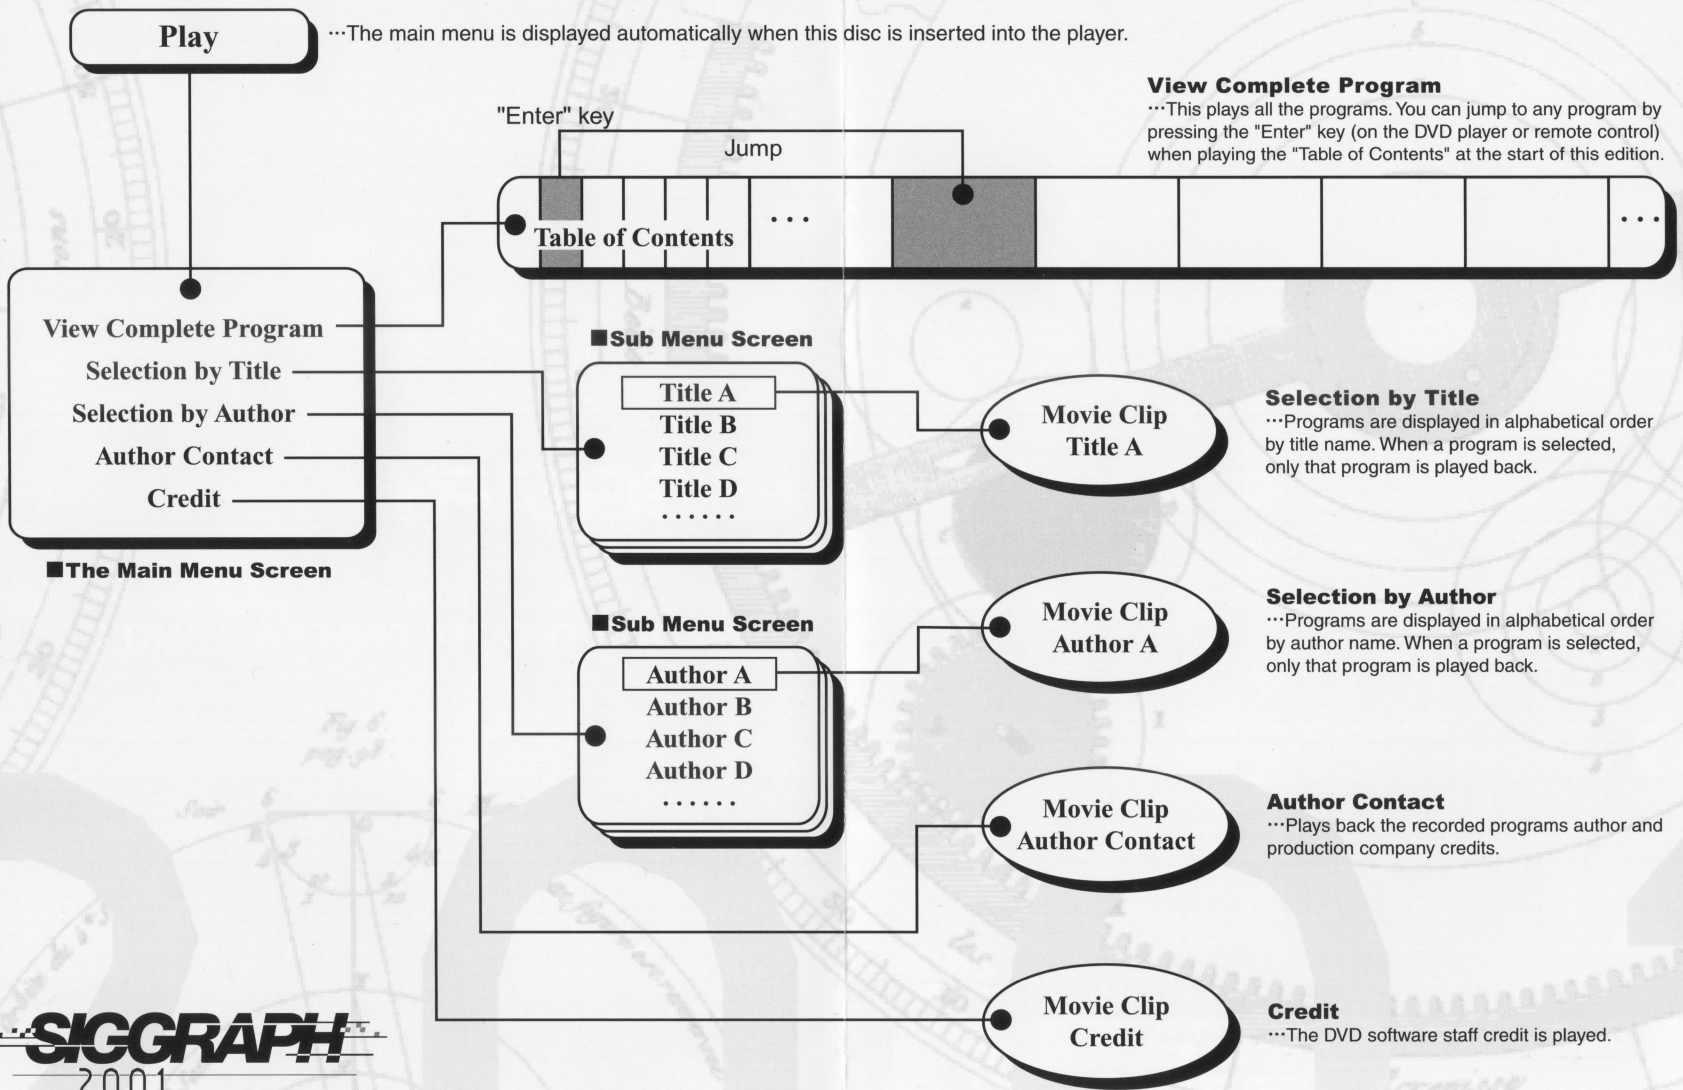 Play
···The main menu is displayed automatically when this disc is inserted into the player.
View Complete Program
···This plays all the programs. You can jump to any program by
pressing the "Enter" key (on the DVD player or remote control)
when playing the "Table of Contents" at the start of this edition.
"Enter" key
Jump
Table of Contents
...
...
View Complete Program
Selection by Title
Selection by Author
Author Contact
Credit
■The Main Menu Screen
■Sub Menu Screen
Title A
Title B
Title C
Title D
......
Movie Clip
Title A
Selection by Title
···Programs are displayed in alphabetical order
by title name. When a program is selected,
only that program is played back.
■Sub Menu Screen
Author A
Author B
Author C
Author D
......
Movie Clip
Author A
Selection by Author
···Programs are displayed in alphabetical order
by author name. When a program is selected,
only that program is played back.
Movie Clip
Author Contact
Author Contact
···Plays back the recorded programs author and
production company credits.
Movie Clip
Credit
Credit
···The DVD software staff credit is played.
SIGGRAPH
2001